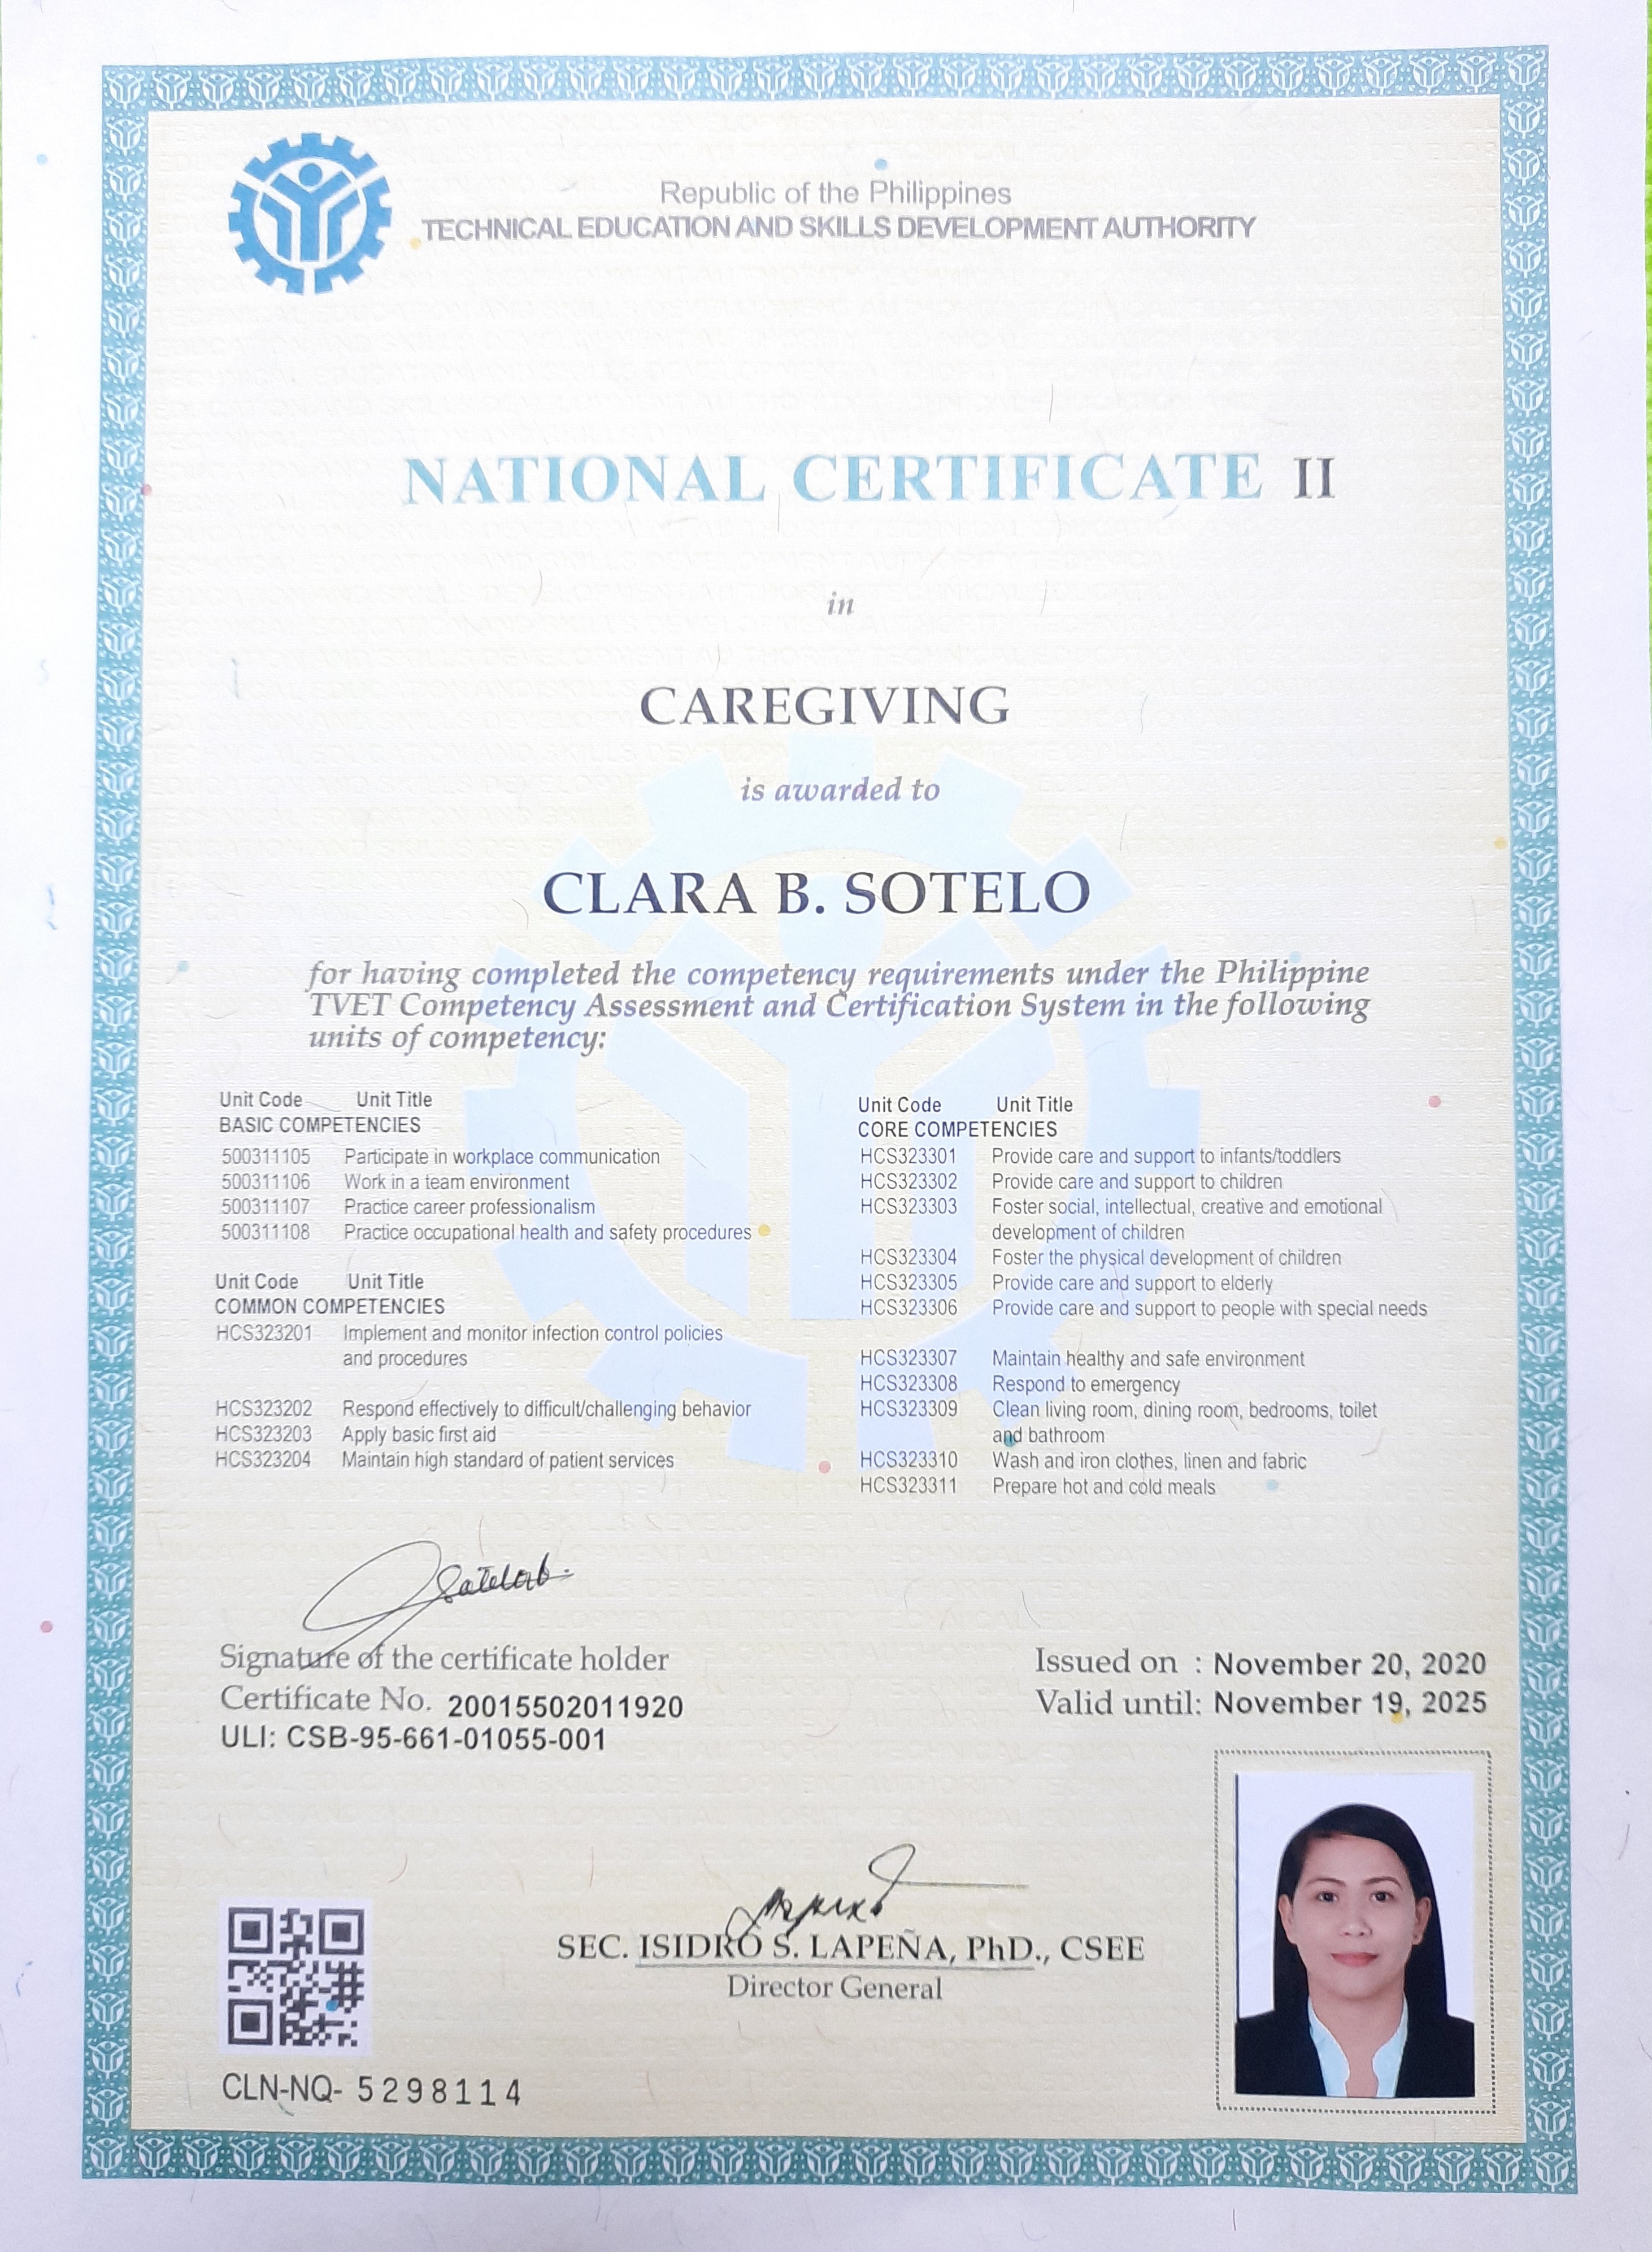 Republic of the Philippines
TECHNICAL EDUCATION AND SKILLS DEVELOPMENT AUTHORITY
NATIONAL CERTIFICATE II
in
CAREGIVING
is awarded to
CLARA B. SOTELO
for having completed the competency requirements under the Philippine
TVET Competency Assessment and Certification System in the following
units of competency:
Unit Code Unit Title
BASIC COMPETENCIES
500311105 Participate in workplace communication
500311106 Work in a team environment
500311107 Practice career professionalism
500311108 Practice occupational health and safety procedures
Unit Code Unit Title
COMMON COMPETENCIES
HCS323201 Implement and monitor infection control policies
and procedures
HCS323202 Respond effectively to difficult/challenging behavior
HCS323203 Apply basic first aid
HCS323204 Maintain high standard of patient services
Unit Code Unit Title
CORE COMPETENCIES
HCS323301 Provide care and support to infants/toddlers
HCS323302 Provide care and support to children
HCS323303 Foster social, intellectual, creative and emotional
development of children
HCS323304 Foster the physical development of children
HCS323305 Provide care and support to elderly
HCS323306 Provide care and support to people with special needs
HCS323307 Maintain healthy and safe environment
HCS323308 Respond to emergency
HCS323309 Clean living room, dining room, bedrooms, toilet
and bathroom
HCS323310 Wash and iron clothes, linen and fabric
HCS323311 Prepare hot and cold meals
Signature of the certificate holder
Certificate No. 20015502011920
ULI: CSB-95-661-01055-001
Issued on : November 20, 2020
Valid until: November 19, 2025
SEC. ISIDRO S. LAPEÑA, PhD., CSEE
Director General
CLN-NQ- 5298114